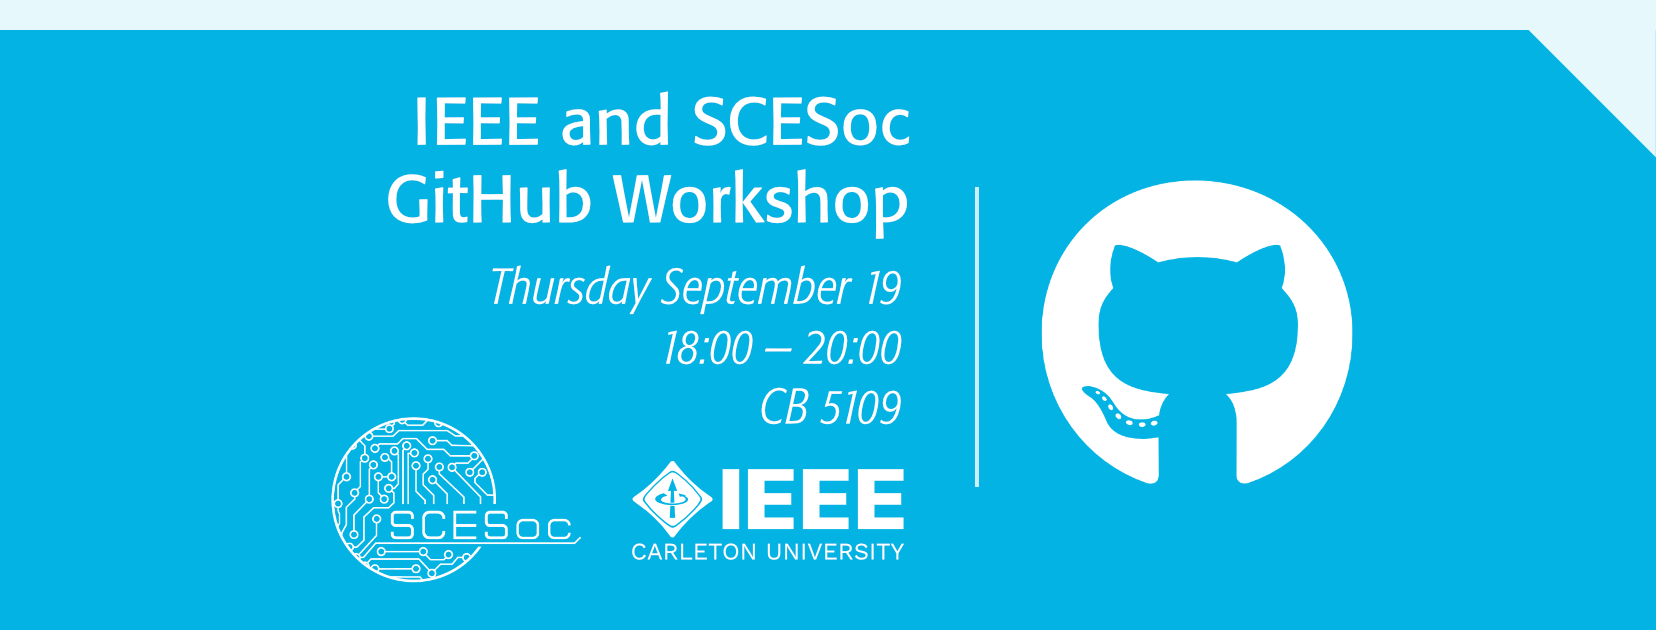 IEEE and SCESoc
GitHub Workshop
Thursday September 19
18:00 – 20:00
CB 5109
SCESoc
IEEE
CARLETON UNIVERSITY